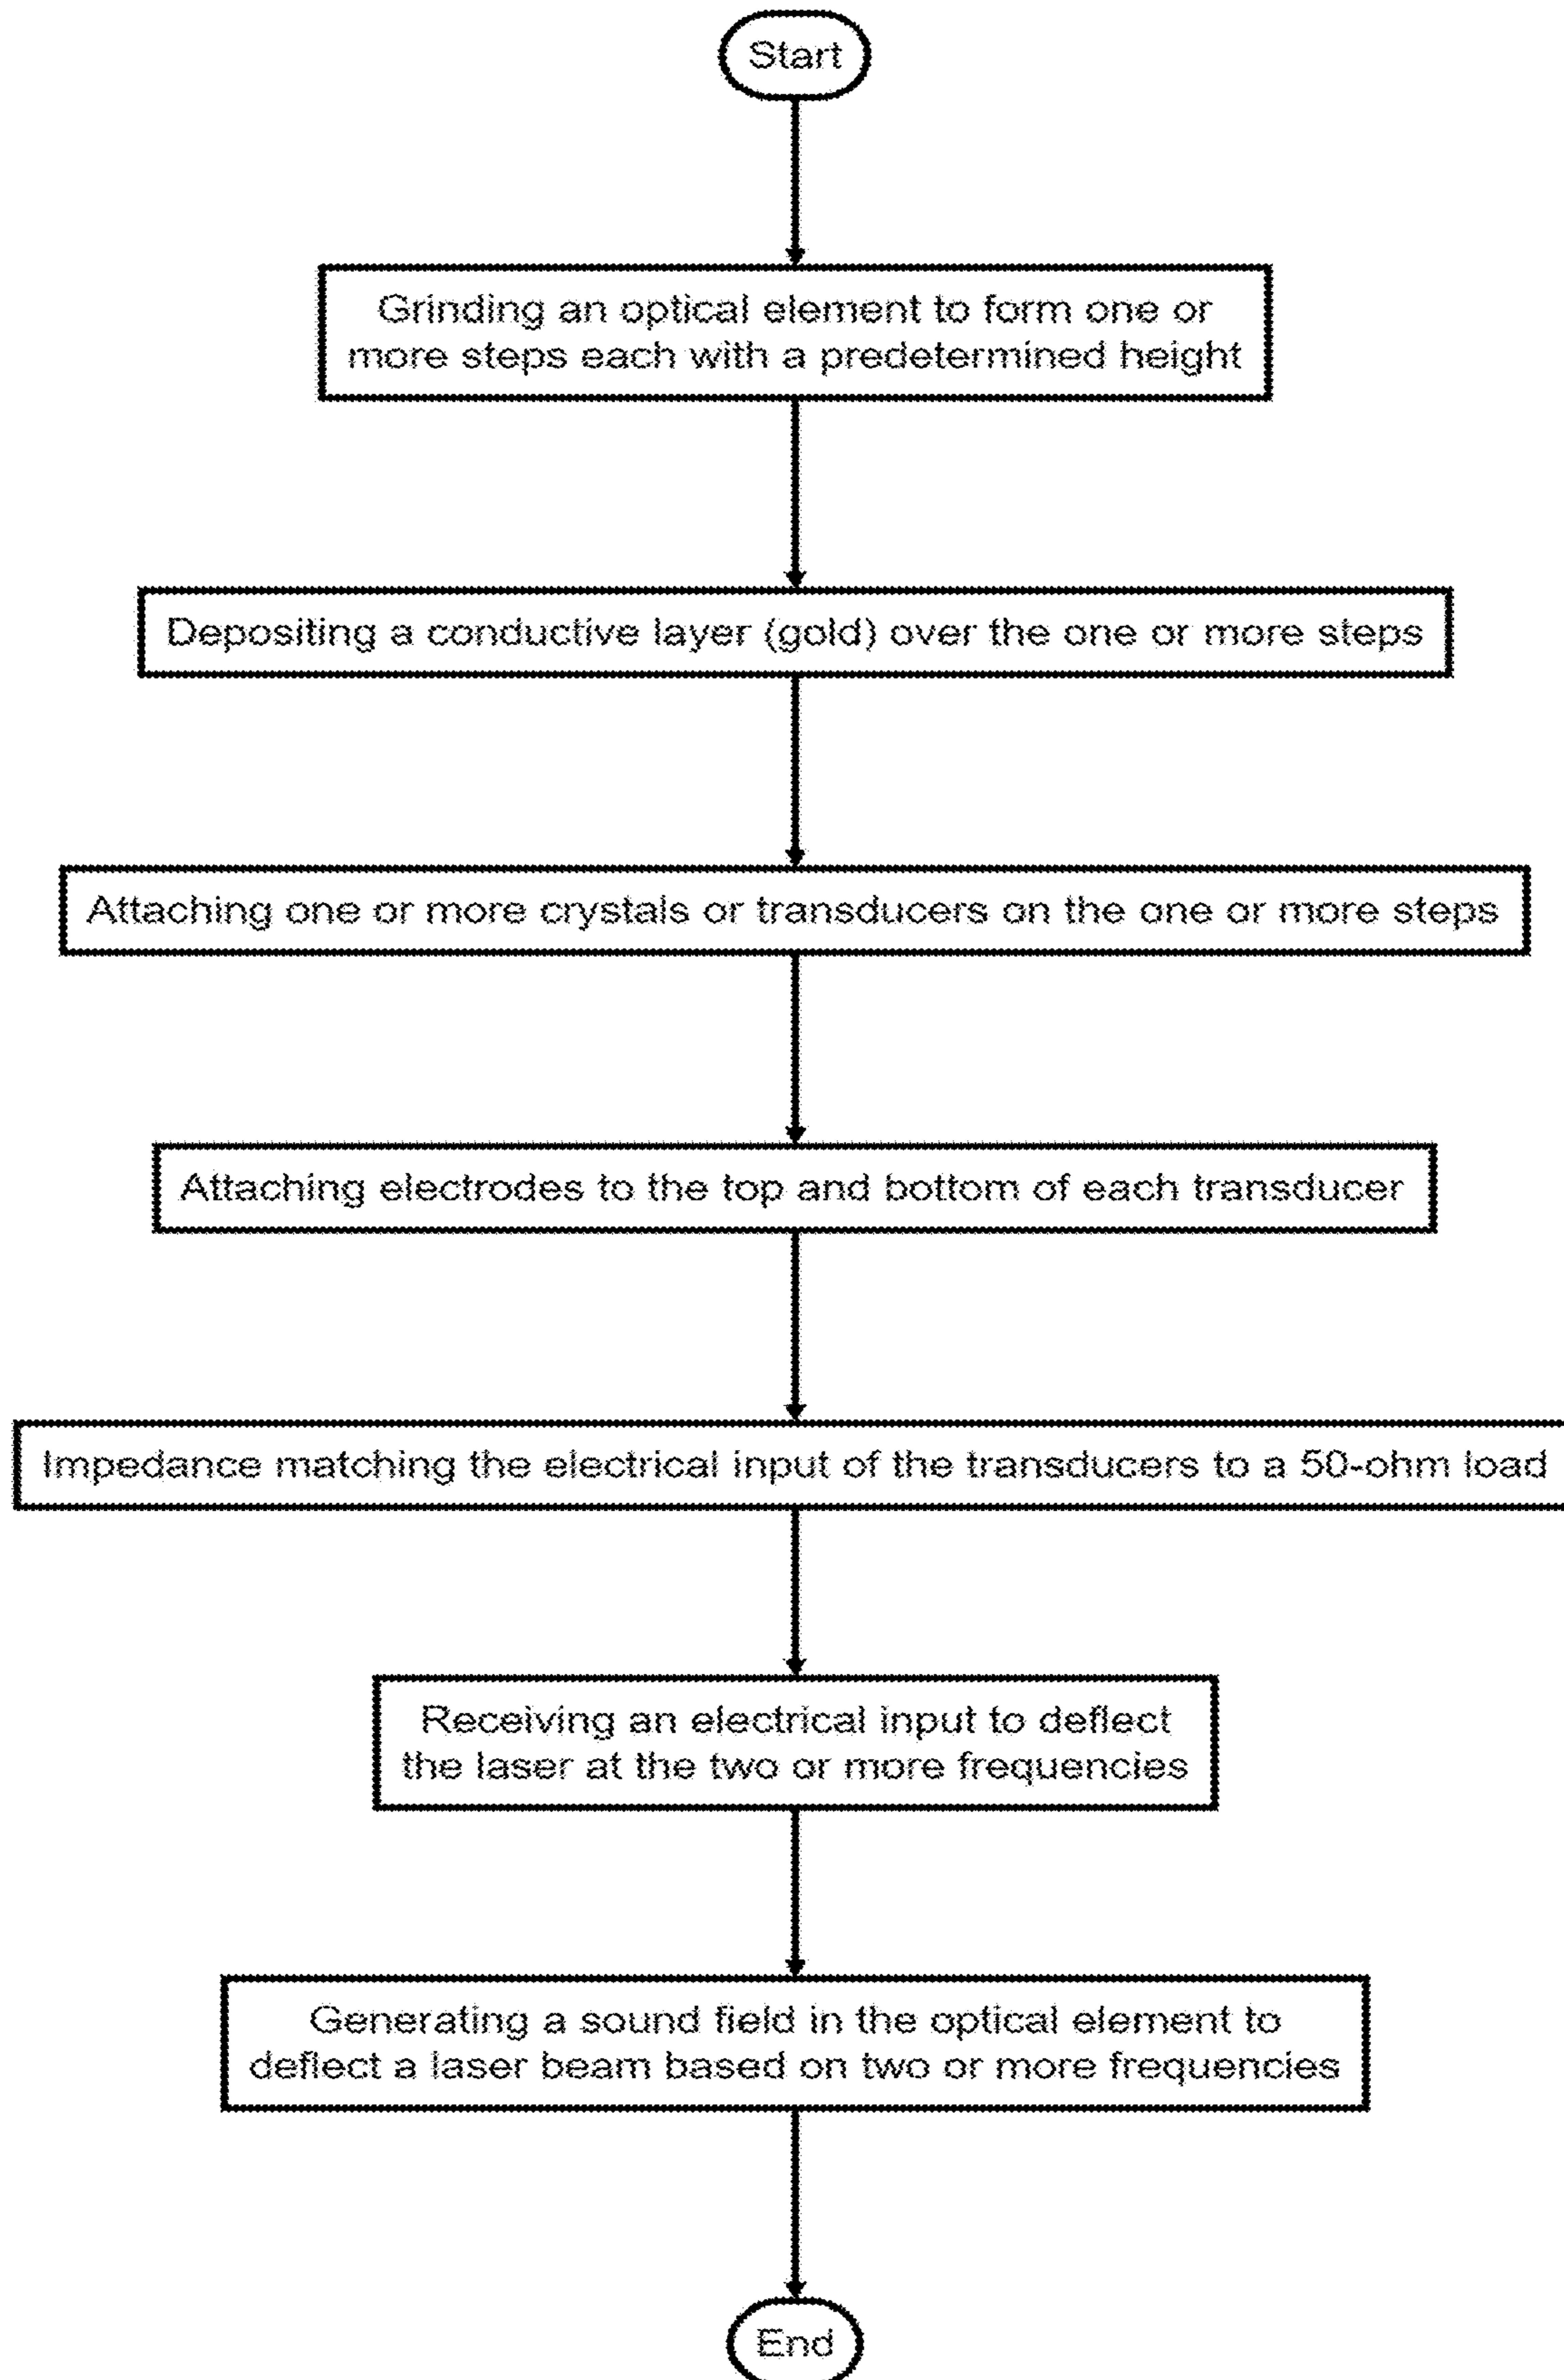 Start
Grinding an optical element to form one or
more steps each with a predetermined height
Depositing a conductive layer (gold) over the one or more steps
Attaching one or more crystals or transducers on the one or more steps
Attaching electrodes to the top and bottom of each transducer
Impedance matching the electrical input of the transducers to a 50-ohm load
Receiving an electrical input to deflect
the laser at the two or more frequencies
Generating a sound field in the optical element to
deflect a laser beam based on two or more frequencies
End